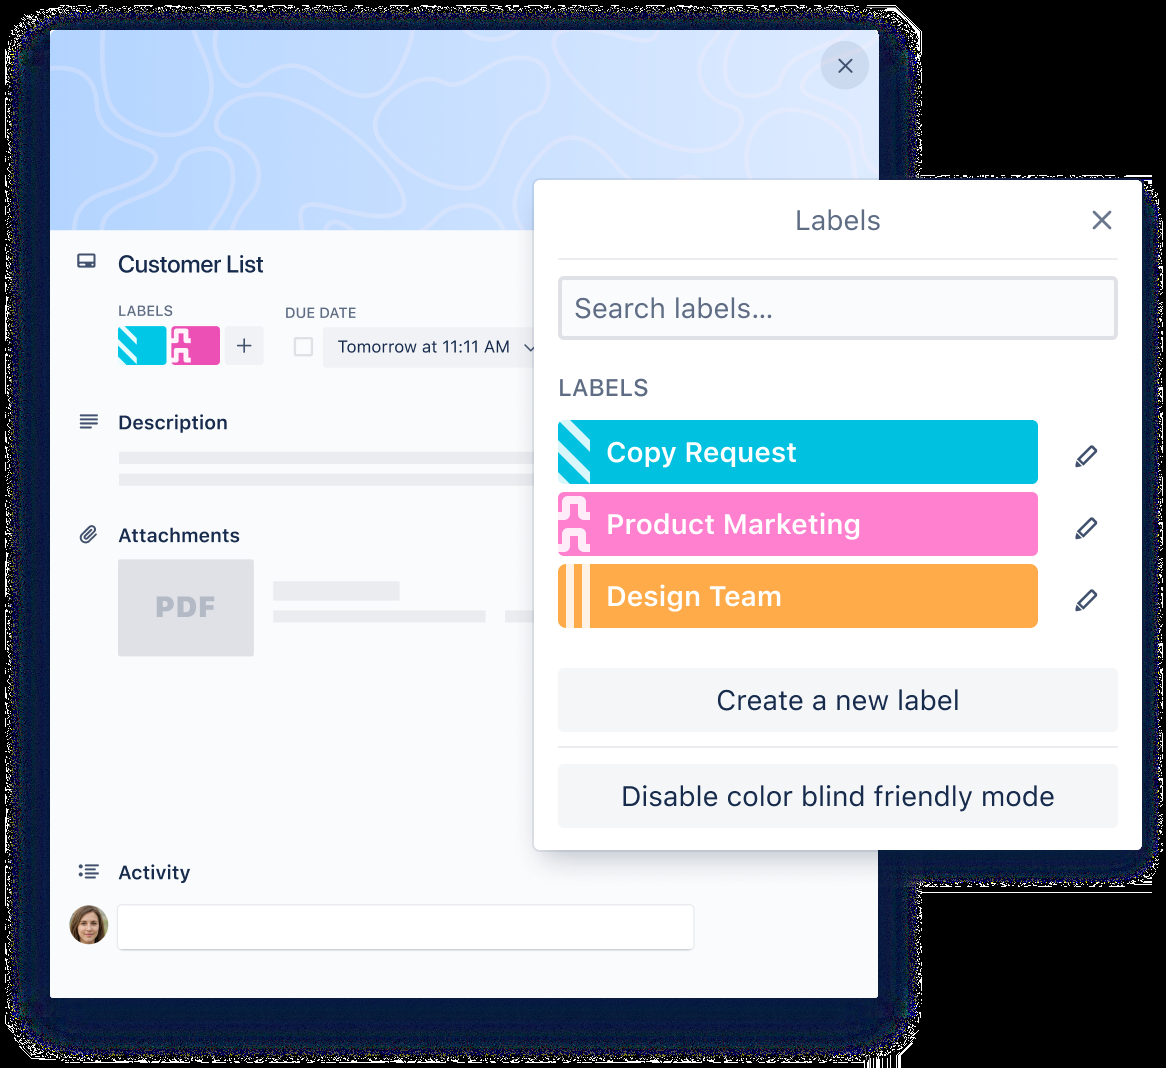 Customer List
LABELS
DUE DATE
Tomorrow at 11:11 AM
Description
Attachments
PDF
Activity
Labels
Search labels...
LABELS
Copy Request
Product Marketing
Design Team
Create a new label
Disable color blind friendly mode